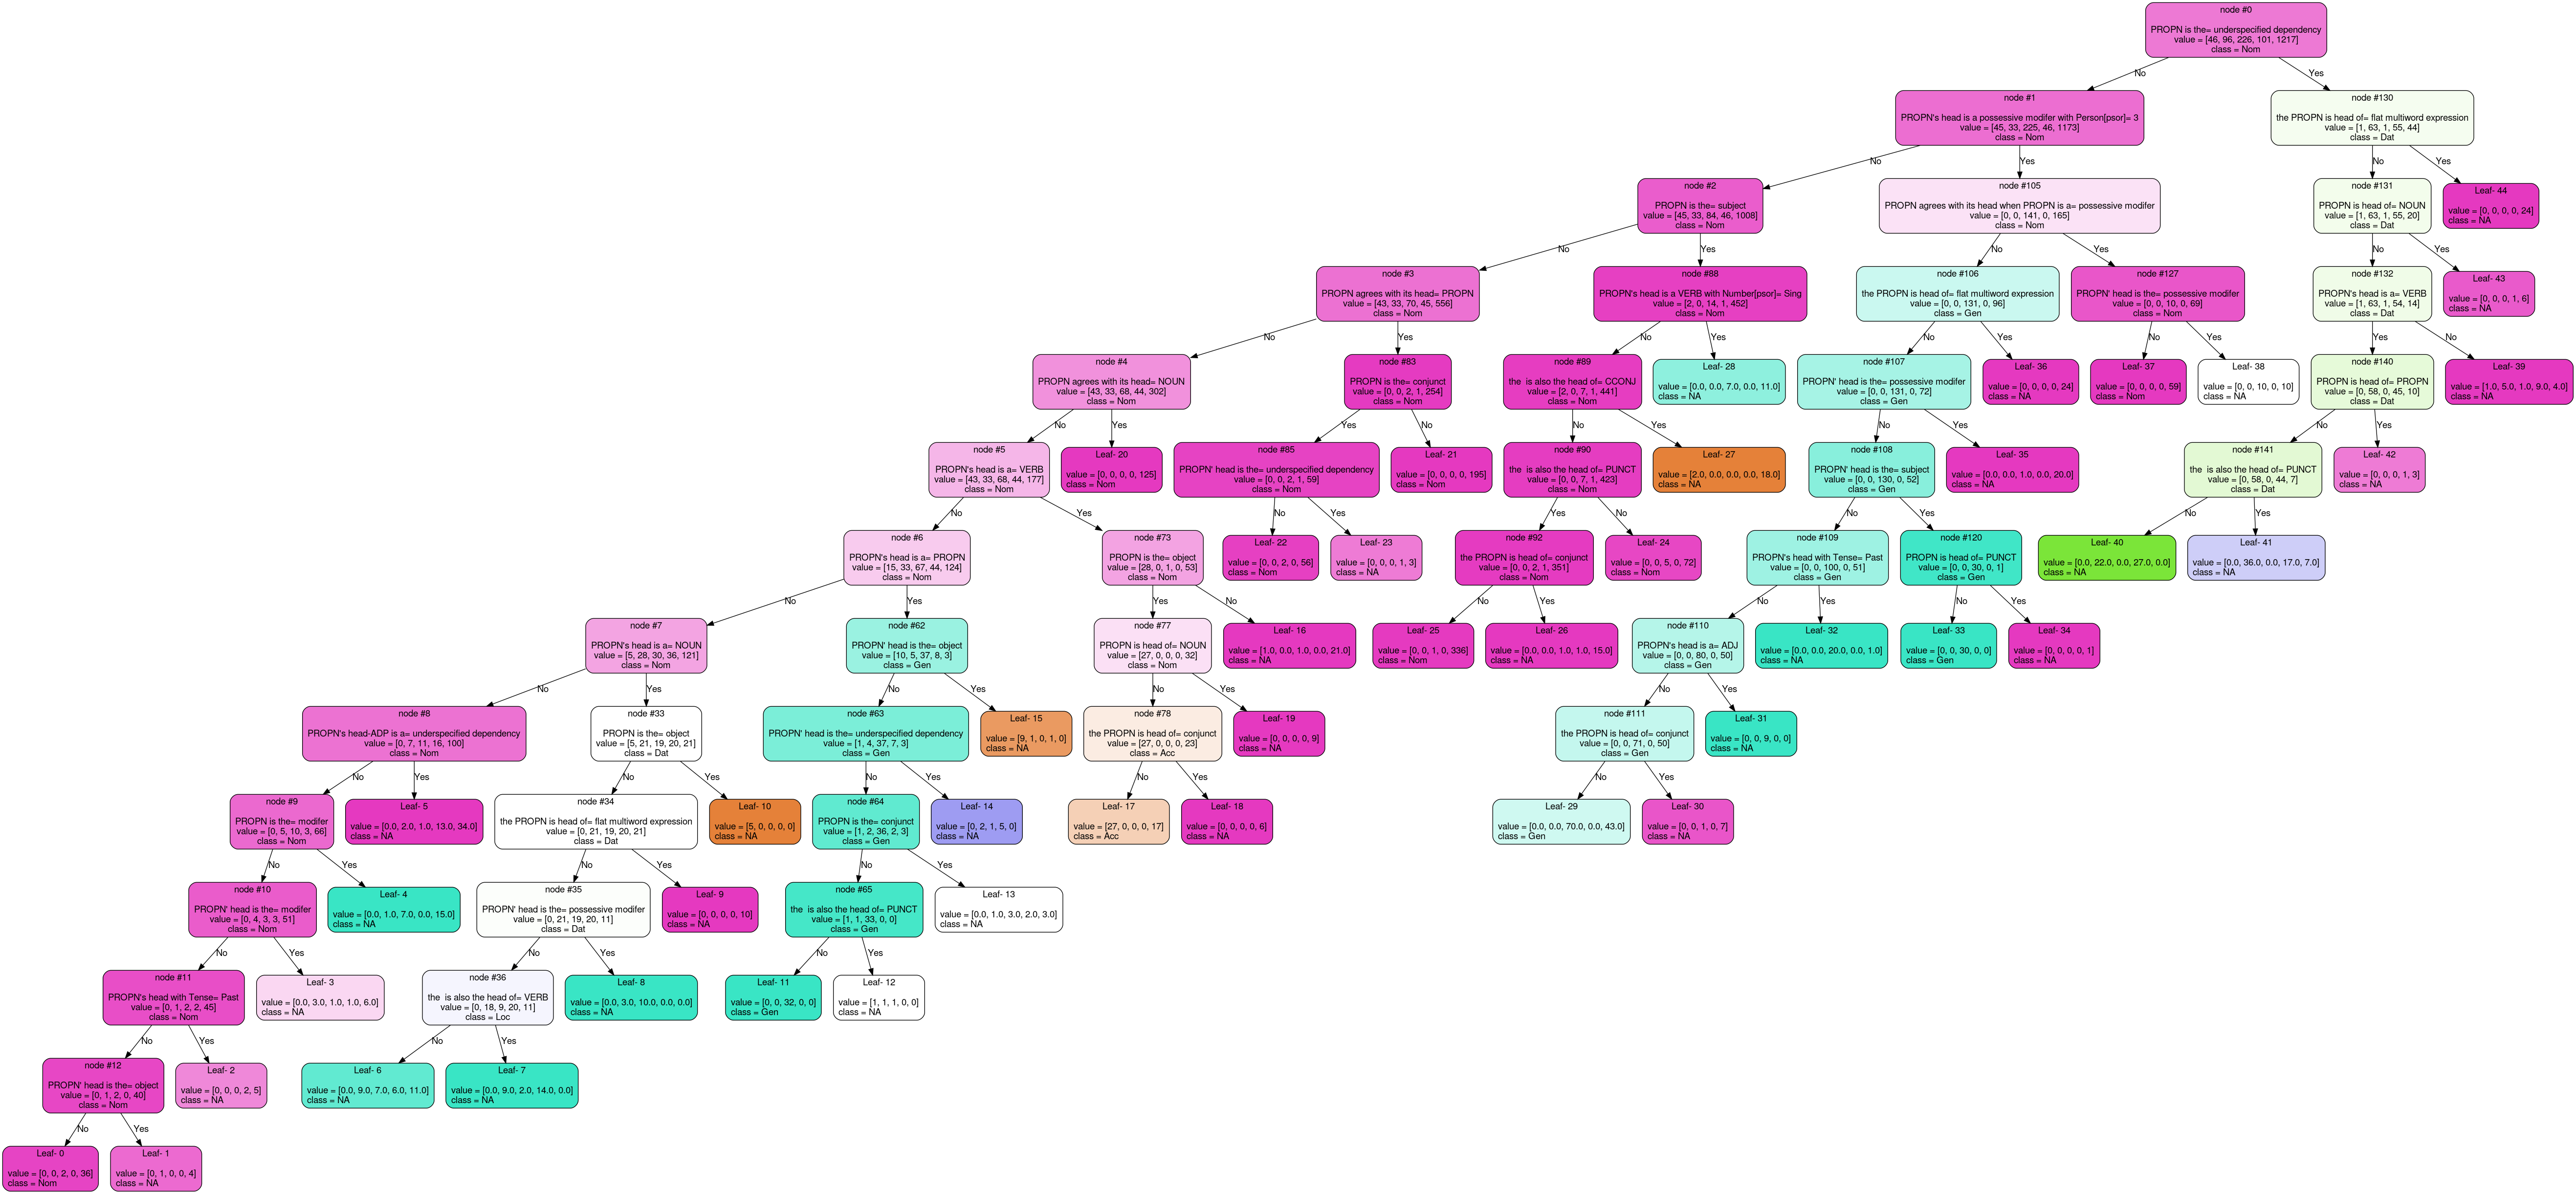 node #0
PROPN is the= underspecified dependency
value = [46, 96, 226, 101, 1217]
class = Nom
No
Yes
node #1
PROPN's head is a possessive modifer with Person[psor]= 3
value = [45, 33, 225, 46, 1173]
class = Nom
node #130
the PROPN is head of= flat multiword expression
value = [1, 63, 1, 55, 44]
class = Dat
No
Yes
No
Yes
node #2
PROPN is the= subject
value = [45, 33, 84, 46, 1008]
class = Nom
node #105
PROPN agrees with its head when PROPN is a= possessive modifer
value = [0, 0, 141, 0, 165]
class = Nom
node #131
PROPN is head of= NOUN
value = [1, 63, 1, 55, 20]
class = Dat
Leaf- 44
value = [0, 0, 0, 0, 24]
class = NA
No
Yes
No
Yes
No
Yes
node #3
PROPN agrees with its head= PROPN
value = [43, 33, 70, 45, 556]
class = Nom
node #88
PROPN's head is a VERB with Number[psor]= Sing
value = [2, 0, 14, 1, 452]
class = Nom
node #106
the PROPN is head of= flat multiword expression
value = [0, 0, 131, 0, 96]
class = Gen
node #127
PROPN' head is the= possessive modifer
value = [0, 0, 10, 0, 69]
class = Nom
node #132
PROPN's head is a= VERB
value = [1, 63, 1, 54, 14]
class = Dat
Leaf- 43
value = [0, 0, 0, 1, 6]
class = NA
No
Yes
No
Yes
No
Yes
No
Yes
Yes
No
node #4
PROPN agrees with its head= NOUN
value = [43, 33, 68, 44, 302]
class = Nom
node #83
PROPN is the= conjunct
value = [0, 0, 2, 1, 254]
class = Nom
node #89
the  is also the head of= CCONJ
value = [2, 0, 7, 1, 441]
class = Nom
Leaf- 28
value = [0.0, 0.0, 7.0, 0.0, 11.0]
class = NA
node #107
PROPN' head is the= possessive modifer
value = [0, 0, 131, 0, 72]
class = Gen
Leaf- 36
value = [0, 0, 0, 0, 24]
class = NA
Leaf- 37
value = [0, 0, 0, 0, 59]
class = Nom
Leaf- 38
value = [0, 0, 10, 0, 10]
class = NA
node #140
PROPN is head of= PROPN
value = [0, 58, 0, 45, 10]
class = Dat
Leaf- 39
value = [1.0, 5.0, 1.0, 9.0, 4.0]
class = NA
No
Yes
Yes
No
No
Yes
No
Yes
No
Yes
node #5
PROPN's head is a= VERB
value = [43, 33, 68, 44, 177]
class = Nom
Leaf- 20
value = [0, 0, 0, 0, 125]
class = Nom
node #85
PROPN' head is the= underspecified dependency
value = [0, 0, 2, 1, 59]
class = Nom
Leaf- 21
value = [0, 0, 0, 0, 195]
class = Nom
node #90
the  is also the head of= PUNCT
value = [0, 0, 7, 1, 423]
class = Nom
Leaf- 27
value = [2.0, 0.0, 0.0, 0.0, 18.0]
class = NA
node #108
PROPN' head is the= subject
value = [0, 0, 130, 0, 52]
class = Gen
Leaf- 35
value = [0.0, 0.0, 1.0, 0.0, 20.0]
class = NA
node #141
the  is also the head of= PUNCT
value = [0, 58, 0, 44, 7]
class = Dat
Leaf- 42
value = [0, 0, 0, 1, 3]
class = NA
No
Yes
No
Yes
Yes
No
No
Yes
No
Yes
node #6
PROPN's head is a= PROPN
value = [15, 33, 67, 44, 124]
class = Nom
node #73
PROPN is the= object
value = [28, 0, 1, 0, 53]
class = Nom
Leaf- 22
value = [0, 0, 2, 0, 56]
class = Nom
Leaf- 23
value = [0, 0, 0, 1, 3]
class = NA
node #92
the PROPN is head of= conjunct
value = [0, 0, 2, 1, 351]
class = Nom
Leaf- 24
value = [0, 0, 5, 0, 72]
class = Nom
node #109
PROPN's head with Tense= Past
value = [0, 0, 100, 0, 51]
class = Gen
node #120
PROPN is head of= PUNCT
value = [0, 0, 30, 0, 1]
class = Gen
Leaf- 40
value = [0.0, 22.0, 0.0, 27.0, 0.0]
class = NA
Leaf- 41
value = [0.0, 36.0, 0.0, 17.0, 7.0]
class = NA
No
Yes
Yes
No
No
Yes
No
Yes
No
Yes
node #7
PROPN's head is a= NOUN
value = [5, 28, 30, 36, 121]
class = Nom
node #62
PROPN' head is the= object
value = [10, 5, 37, 8, 3]
class = Gen
node #77
PROPN is head of= NOUN
value = [27, 0, 0, 0, 32]
class = Nom
Leaf- 16
value = [1.0, 0.0, 1.0, 0.0, 21.0]
class = NA
Leaf- 25
value = [0, 0, 1, 0, 336]
class = Nom
Leaf- 26
value = [0.0, 0.0, 1.0, 1.0, 15.0]
class = NA
node #110
PROPN's head is a= ADJ
value = [0, 0, 80, 0, 50]
class = Gen
Leaf- 32
value = [0.0, 0.0, 20.0, 0.0, 1.0]
class = NA
Leaf- 33
value = [0, 0, 30, 0, 0]
class = Gen
Leaf- 34
value = [0, 0, 0, 0, 1]
class = NA
No
Yes
No
Yes
No
Yes
No
Yes
node #8
PROPN's head-ADP is a= underspecified dependency
value = [0, 7, 11, 16, 100]
class = Nom
node #33
PROPN is the= object
value = [5, 21, 19, 20, 21]
class = Dat
node #63
PROPN' head is the= underspecified dependency
value = [1, 4, 37, 7, 3]
class = Gen
Leaf- 15
value = [9, 1, 0, 1, 0]
class = NA
node #78
the PROPN is head of= conjunct
value = [27, 0, 0, 0, 23]
class = Acc
Leaf- 19
value = [0, 0, 0, 0, 9]
class = NA
node #111
the PROPN is head of= conjunct
value = [0, 0, 71, 0, 50]
class = Gen
Leaf- 31
value = [0, 0, 9, 0, 0]
class = NA
No
Yes
No
Yes
No
Yes
No
Yes
No
Yes
node #9
PROPN is the= modifer
value = [0, 5, 10, 3, 66]
class = Nom
Leaf- 5
value = [0.0, 2.0, 1.0, 13.0, 34.0]
class = NA
node #34
the PROPN is head of= flat multiword expression
value = [0, 21, 19, 20, 21]
class = Dat
Leaf- 10
value = [5, 0, 0, 0, 0]
class = NA
node #64
PROPN is the= conjunct
value = [1, 2, 36, 2, 3]
class = Gen
Leaf- 14
value = [0, 2, 1, 5, 0]
class = NA
Leaf- 17
value = [27, 0, 0, 0, 17]
class = Acc
Leaf- 18
value = [0, 0, 0, 0, 6]
class = NA
Leaf- 29
value = [0.0, 0.0, 70.0, 0.0, 43.0]
class = Gen
Leaf- 30
value = [0, 0, 1, 0, 7]
class = NA
No
Yes
No
Yes
No
Yes
node #10
PROPN' head is the= modifer
value = [0, 4, 3, 3, 51]
class = Nom
Leaf- 4
value = [0.0, 1.0, 7.0, 0.0, 15.0]
class = NA
node #35
PROPN' head is the= possessive modifer
value = [0, 21, 19, 20, 11]
class = Dat
Leaf- 9
value = [0, 0, 0, 0, 10]
class = NA
node #65
the  is also the head of= PUNCT
value = [1, 1, 33, 0, 0]
class = Gen
Leaf- 13
value = [0.0, 1.0, 3.0, 2.0, 3.0]
class = NA
No
Yes
No
Yes
No
Yes
node #11
PROPN's head with Tense= Past
value = [0, 1, 2, 2, 45]
class = Nom
Leaf- 3
value = [0.0, 3.0, 1.0, 1.0, 6.0]
class = NA
node #36
the  is also the head of= VERB
value = [0, 18, 9, 20, 11]
class = Loc
Leaf- 8
value = [0.0, 3.0, 10.0, 0.0, 0.0]
class = NA
Leaf- 11
value = [0, 0, 32, 0, 0]
class = Gen
Leaf- 12
value = [1, 1, 1, 0, 0]
class = NA
No
Yes
No
Yes
node #12
PROPN' head is the= object
value = [0, 1, 2, 0, 40]
class = Nom
Leaf- 2
value = [0, 0, 0, 2, 5]
class = NA
Leaf- 6
value = [0.0, 9.0, 7.0, 6.0, 11.0]
class = NA
Leaf- 7
value = [0.0, 9.0, 2.0, 14.0, 0.0]
class = NA
No
Yes
Leaf- 0
value = [0, 0, 2, 0, 36]
class = Nom
Leaf- 1
value = [0, 1, 0, 0, 4]
class = NA